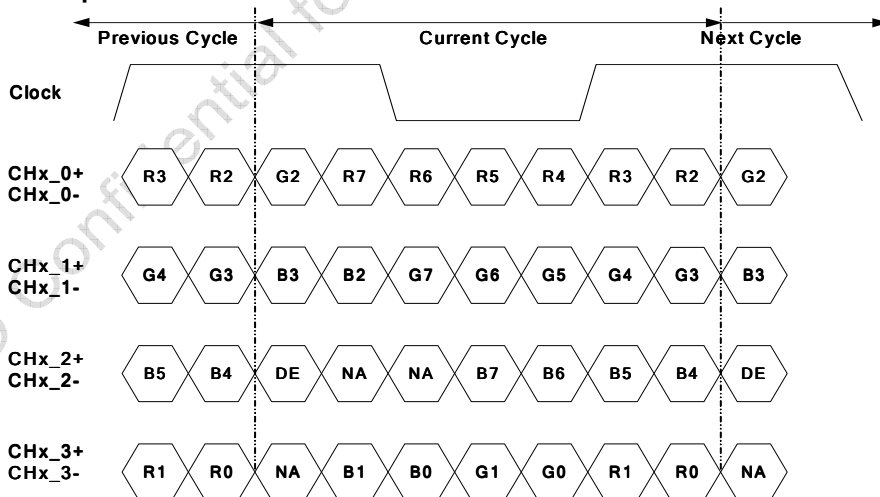 Previous Cycle Current Cycle Next Cycle
Clock
CHx_0+
CHx_0-
R3 R2 G2 R7 R6 R5 R4 R3 R2 G2
CHx_1+
CHx_1-
G4 G3 B3 B2 G7 G6 G5 G4 G3 B3
CHx_2+
CHx_2-
B5 B4 DE NA NA B7 B6 B5 B4 DE
CHx_3+
CHx_3-
R1 R0 NA B1 B0 G1 G0 R1 R0 NA
Confidential fo